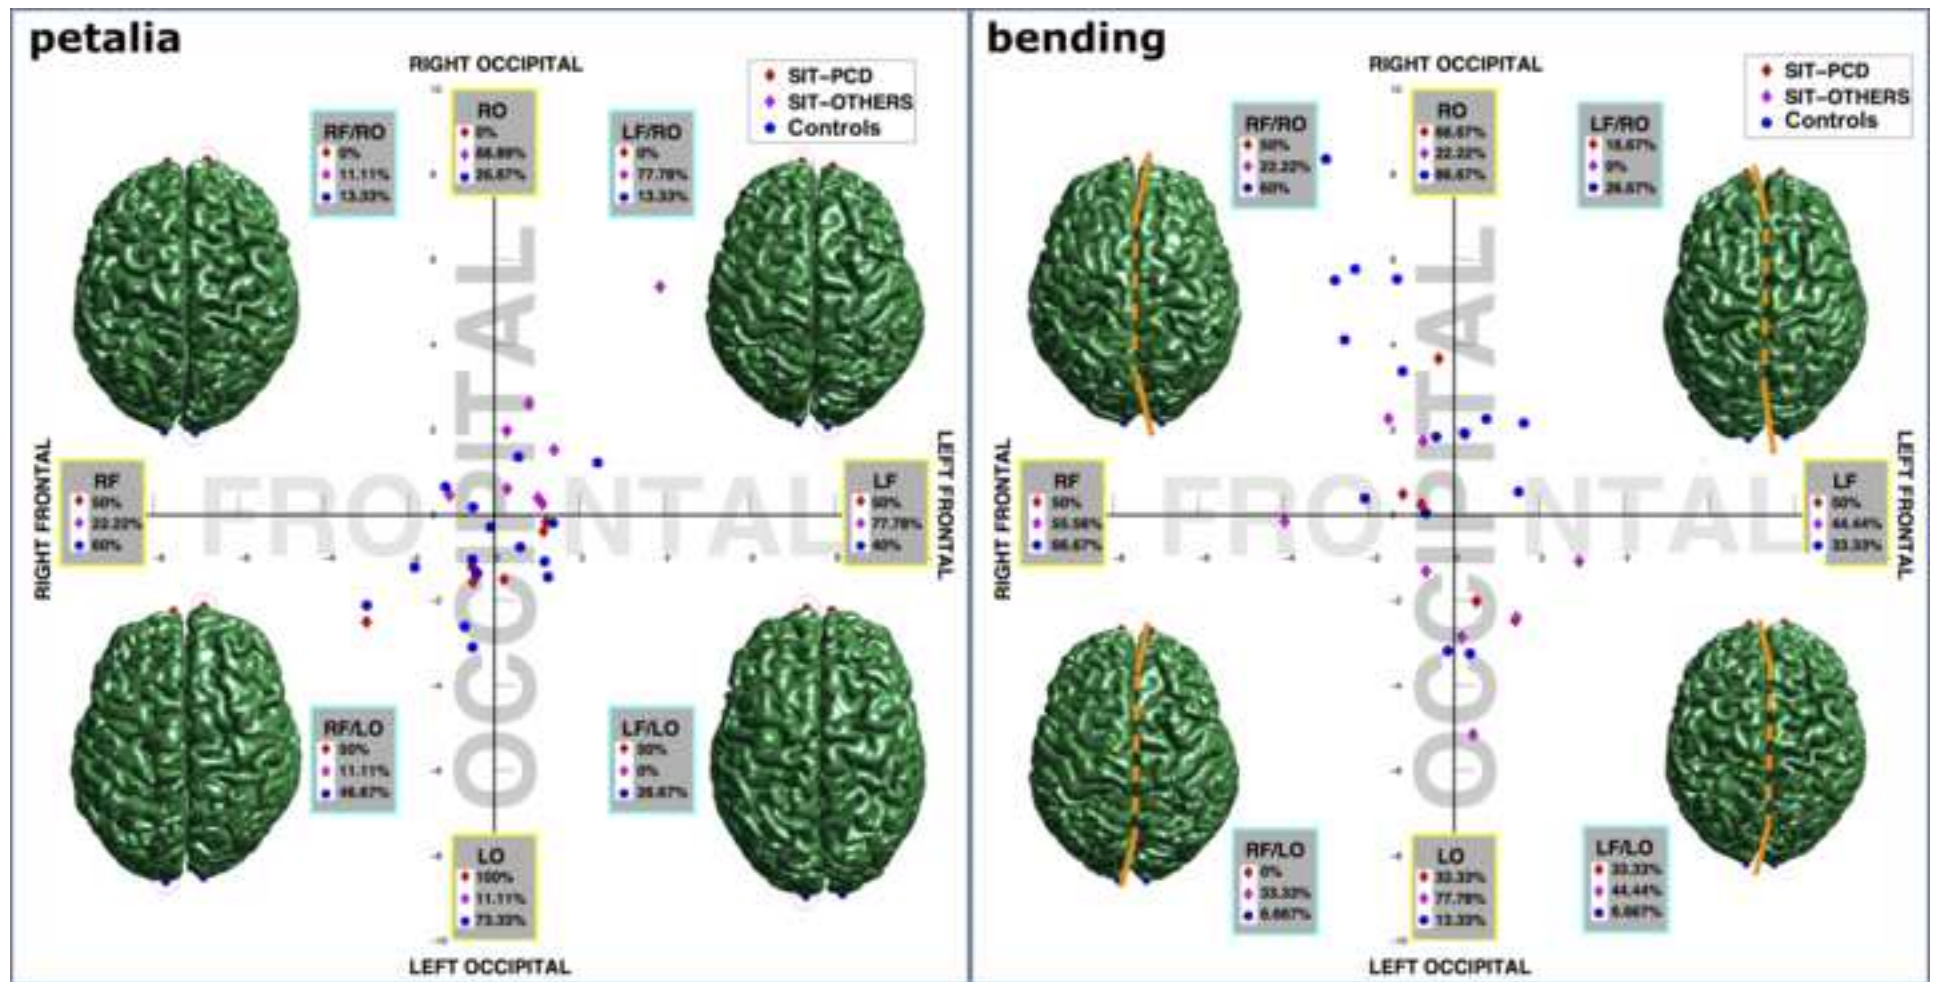 petalia
RIGHT OCCIPITAL
SIT-PCD
SIT-OTHERS
Controls
RF/RO
0%
11.11%
13.33%
RO
0%
88.89%
26.67%
LF/RO
0%
77.78%
13.33%
RIGHT FRONTAL
LEFT FRONTAL
FRONTAL
OCCIPITAL
RF
50%
22.22%
60%
LF
50%
77.78%
40%
RF/LO
50%
11.11%
46.67%
LF/LO
50%
0%
26.67%
LO
100%
11.11%
73.33%
LEFT OCCIPITAL
bending
RIGHT OCCIPITAL
SIT-PCD
SIT-OTHERS
Controls
RF/RO
50%
22.22%
60%
RO
66.67%
22.22%
86.67%
LF/RO
16.67%
0%
26.67%
RIGHT FRONTAL
LEFT FRONTAL
FRONTAL
OCCIPITAL
RF
50%
55.56%
66.67%
LF
50%
44.44%
33.33%
RF/LO
0%
33.33%
6.667%
LO
33.33%
77.78%
13.33%
LF/LO
33.33%
44.44%
6.667%
LEFT OCCIPITAL